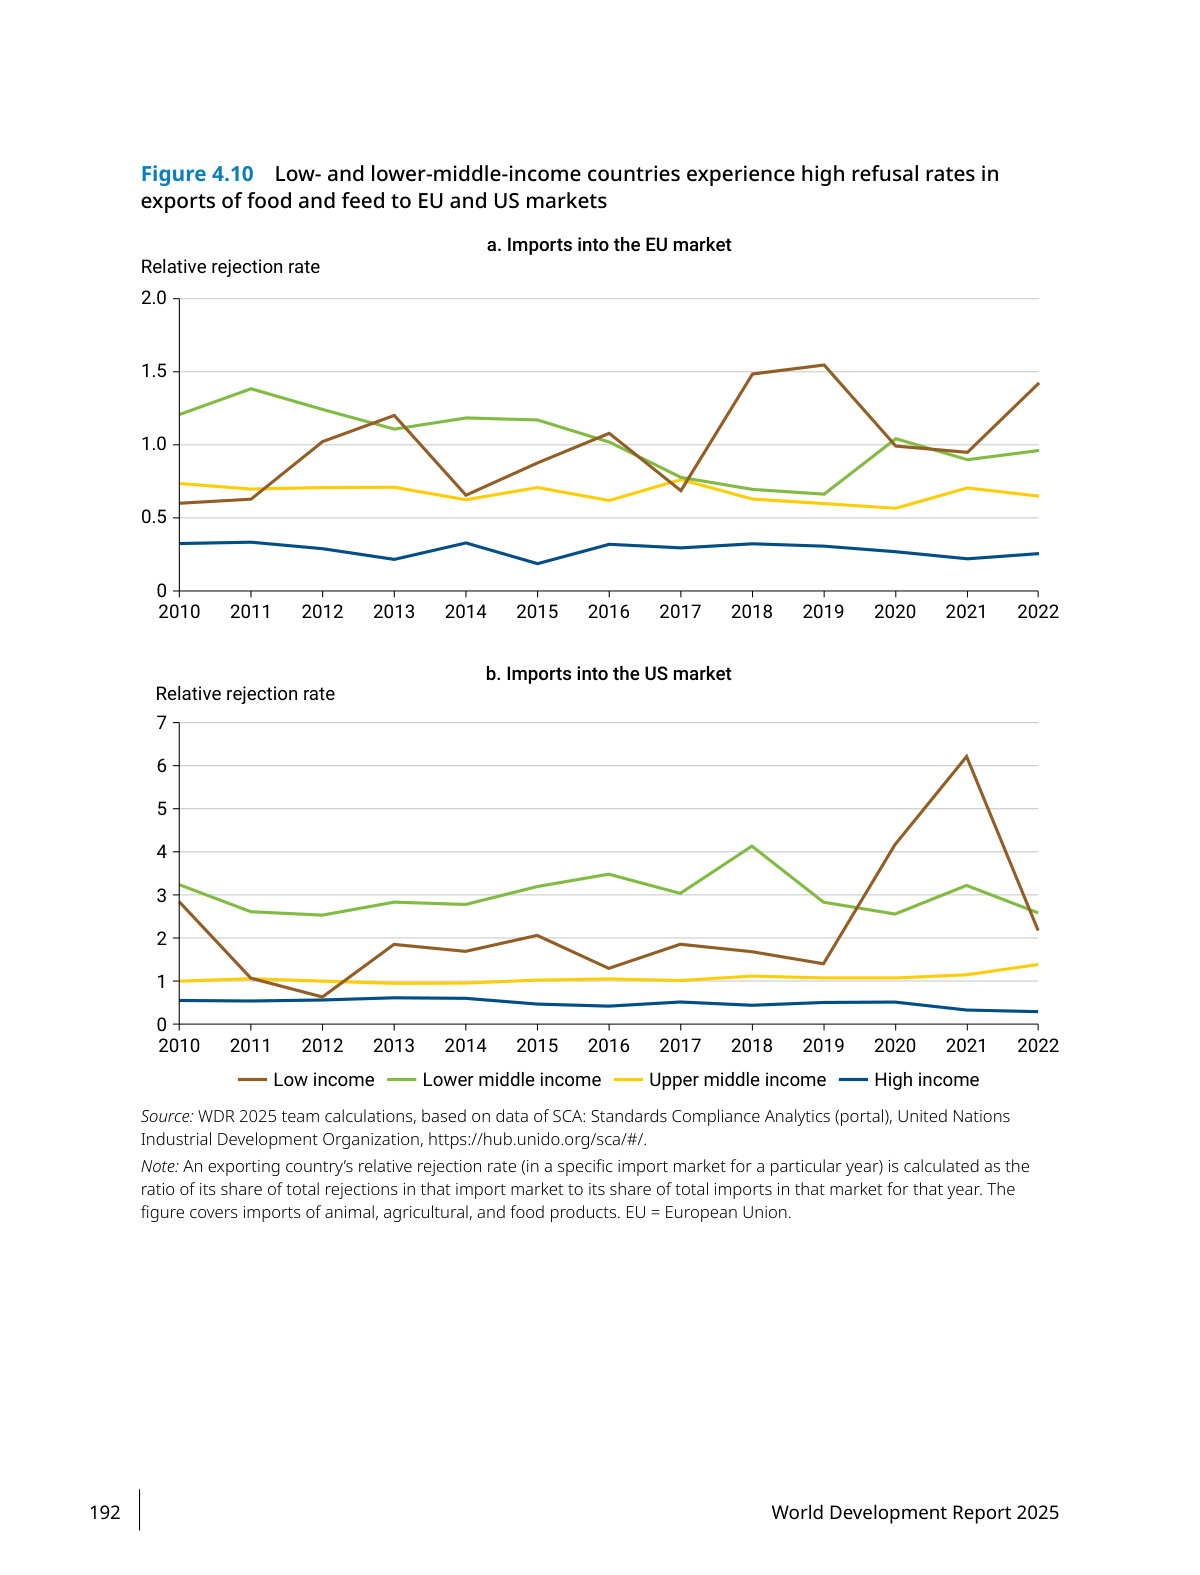 Figure 4.10 Low- and lower-middle-income countries experience high refusal rates in
exports of food and feed to EU and US markets
a. Imports into the EU market
Relative rejection rate
2.0
1.5
1.0
0.5
0
2010 2011 2012 2013 2014 2015 2016 2017 2018 2019 2020 2021 2022
b. Imports into the US market
Relative rejection rate
7
6
5
4
3
2
1
0
2010 2011 2012 2013 2014 2015 2016 2017 2018 2019 2020 2021 2022
Low income Lower middle income Upper middle income High income
Source: WDR 2025 team calculations, based on data of SCA: Standards Compliance Analytics (portal), United Nations
Industrial Development Organization, https://hub.unido.org/sca/#/.
Note: An exporting country’s relative rejection rate (in a specific import market for a particular year) is calculated as the
ratio of its share of total rejections in that import market to its share of total imports in that market for that year. The
figure covers imports of animal, agricultural, and food products. EU = European Union.
192 World Development Report 2025